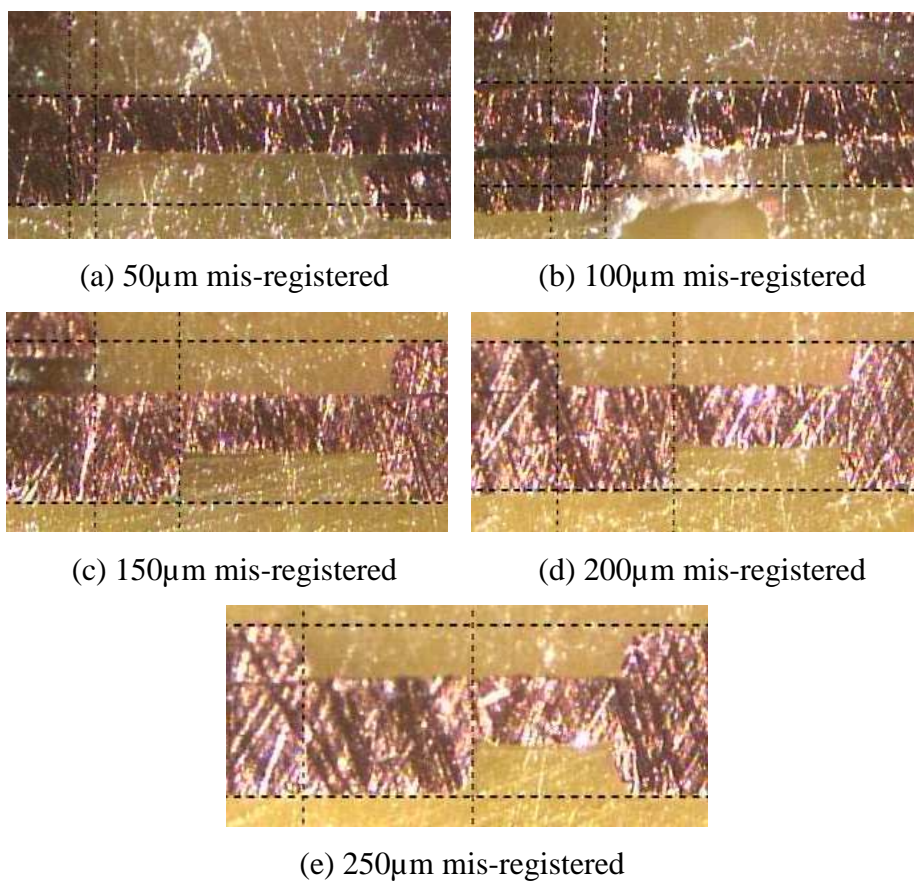 (a) 50µm mis-registered
(b) 100µm mis-registered
(c) 150µm mis-registered
(d) 200µm mis-registered
(e) 250µm mis-registered